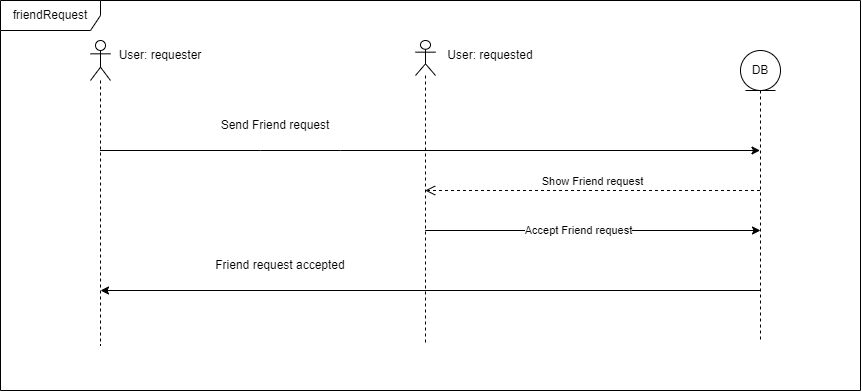 friendRequest
User: requester
User: requested
DB
Send Friend request
Show Friend request
Accept Friend request
Friend request accepted